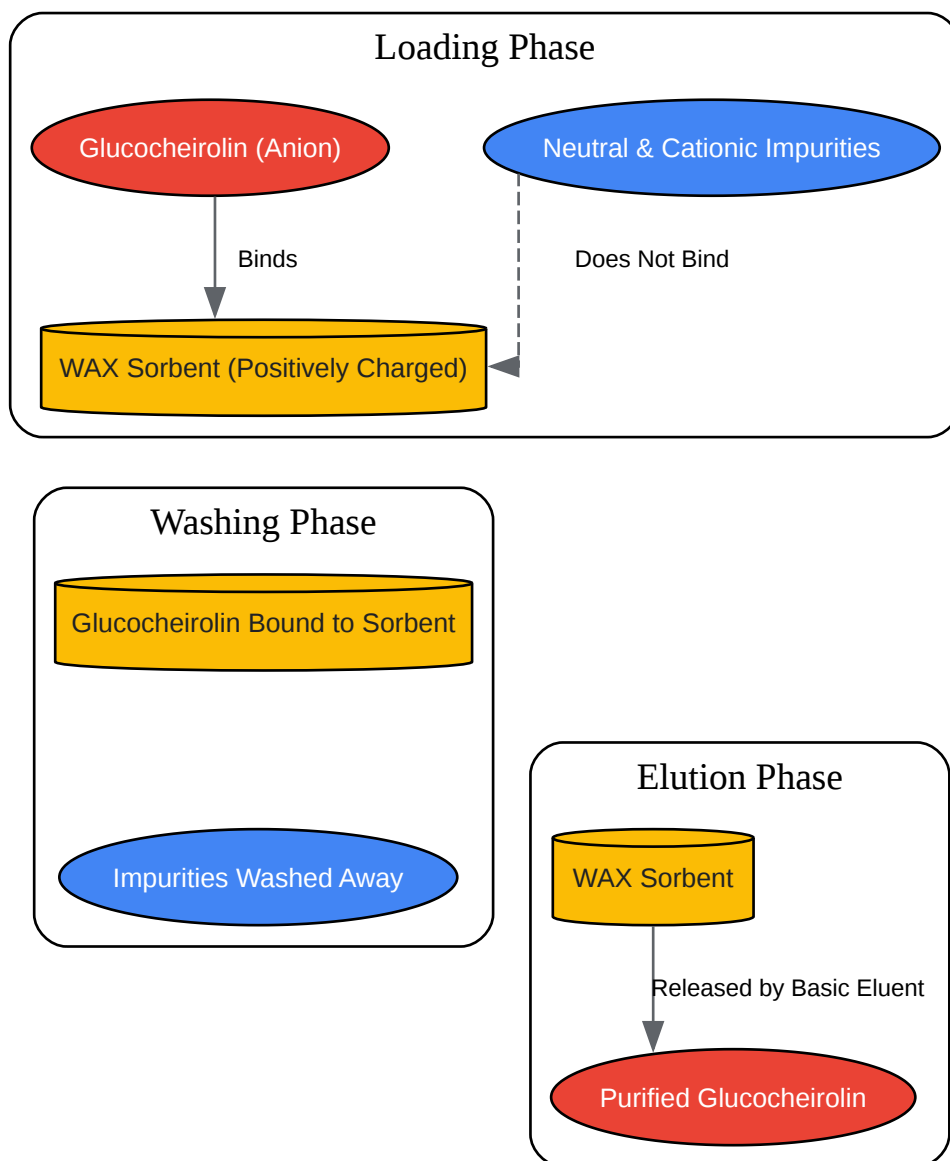 Loading Phase
Glucocheirolin (Anion)
Neutral & Cationic Impurities
Binds
Does Not Bind
WAX Sorbent (Positively Charged)
Washing Phase
Glucocheirolin Bound to Sorbent
Impurities Washed Away
Elution Phase
WAX Sorbent
Released by Basic Eluent
Purified Glucocheirolin